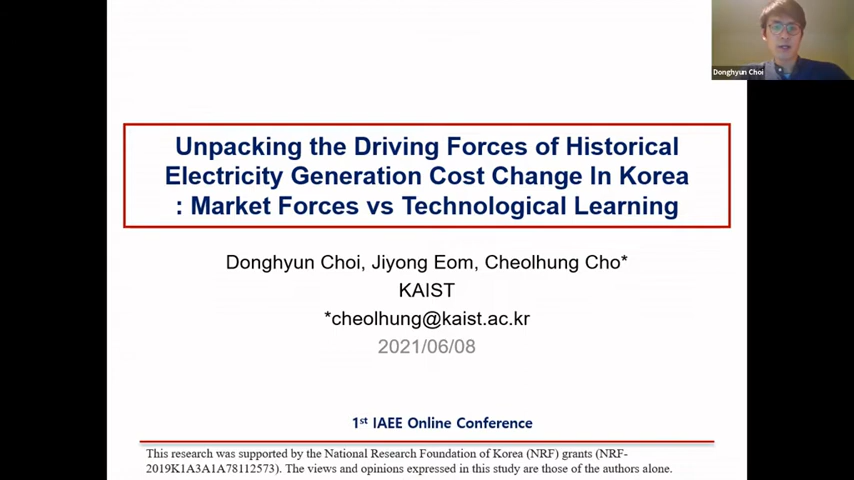 Donghyun Choi
Unpacking the Driving Forces of Historical
Electricity Generation Cost Change In Korea
: Market Forces vs Technological Learning
Donghyun Choi, Jiyong Eom, Cheolhung Cho*
KAIST
*cheolhung@kaist.ac.kr
2021/06/08
1st IAEE Online Conference
This research was supported by the National Research Foundation of Korea (NRF) grants (NRF-
2019K1A3A1A78112573). The views and opinions expressed in this study are those of the authors alone.